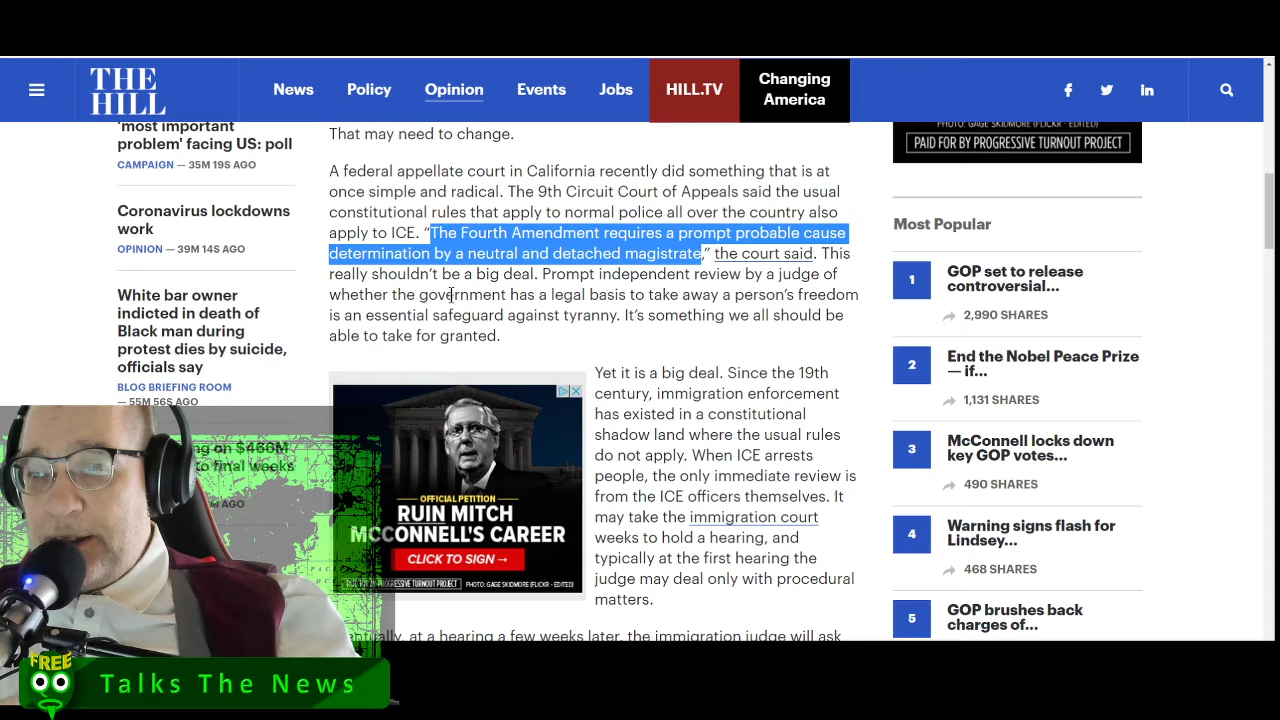 THE
HILL
News
Policy
Opinion
Events
Jobs
HILL.TV
Changing
America
'most important
problem' facing US: poll
CAMPAIGN — 35M 19S AGO
Coronavirus lockdowns
work
OPINION — 39M 14S AGO
White bar owner
indicted in death of
Black man during
protest dies by suicide,
officials say
BLOG BRIEFING ROOM
— 55M 56S AGO
ng on $466M
to final weeks
M AGO
That may need to change.
A federal appellate court in California recently did something that is at
once simple and radical. The 9th Circuit Court of Appeals said the usual
constitutional rules that apply to normal police all over the country also
apply to ICE. “The Fourth Amendment requires a prompt probable cause
determination by a neutral and detached magistrate,” the court said. This
really shouldn’t be a big deal. Prompt independent review by a judge of
whether the government has a legal basis to take away a person’s freedom
is an essential safeguard against tyranny. It’s something we all should be
able to take for granted.
OFFICIAL PETITION
RUIN MITCH
MCCONNELL'S CAREER
CLICK TO SIGN →
PHOTO: GAGE SKIDMORE (FLICKR - EDITED)
Yet it is a big deal. Since the 19th
century, immigration enforcement
has existed in a constitutional
shadow land where the usual rules
do not apply. When ICE arrests
people, the only immediate review is
from the ICE officers themselves. It
may take the immigration court
weeks to hold a hearing, and
typically at the first hearing the
judge may deal only with procedural
matters.
at a hearing a few weeks later, the immigration judge will ask
PHOTO: GAGE SKIDMORE (FLICKR - EDITED)
PAID FOR BY PROGRESSIVE TURNOUT PROJECT
Most Popular
1
GOP set to release
controversial...
2,990 SHARES
2
End the Nobel Peace Prize
— if...
1,131 SHARES
3
McConnell locks down
key GOP votes...
490 SHARES
4
Warning signs flash for
Lindsey...
468 SHARES
5
GOP brushes back
charges of...
FREE
Talks The News